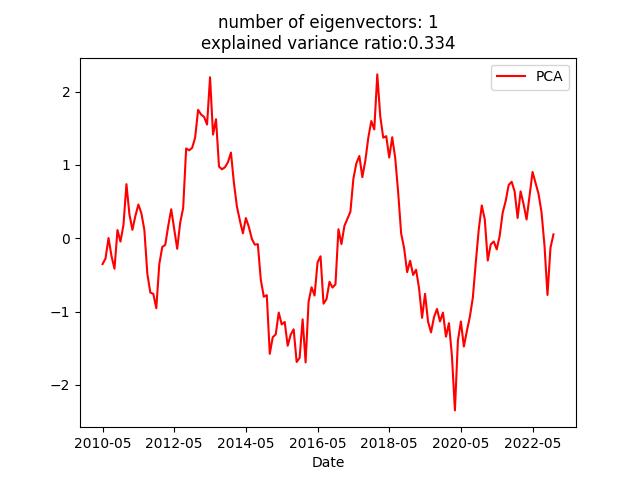 number of eigenvectors: 1
explained variance ratio:0.334
PCA
2
1
0
−1
−2
2010-05 2012-05 2014-05 2016-05 2018-05 2020-05 2022-05
Date